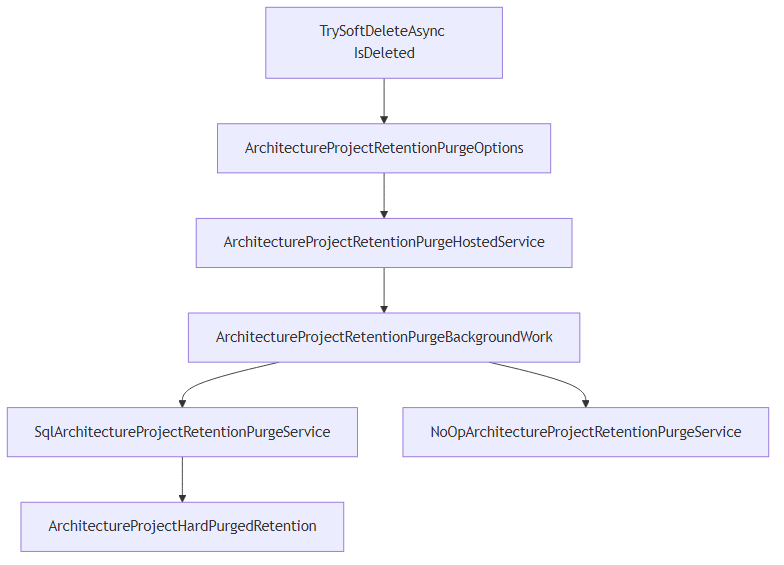 TrySoftDeleteAsync
IsDeleted
ArchitectureProjectRetentionPurgeOptions
ArchitectureProjectRetentionPurgeHostedService
ArchitectureProjectRetentionPurgeBackgroundWork
SqlArchitectureProjectRetentionPurgeService
NoOpArchitectureProjectRetentionPurgeService
ArchitectureProjectHardPurgedRetention